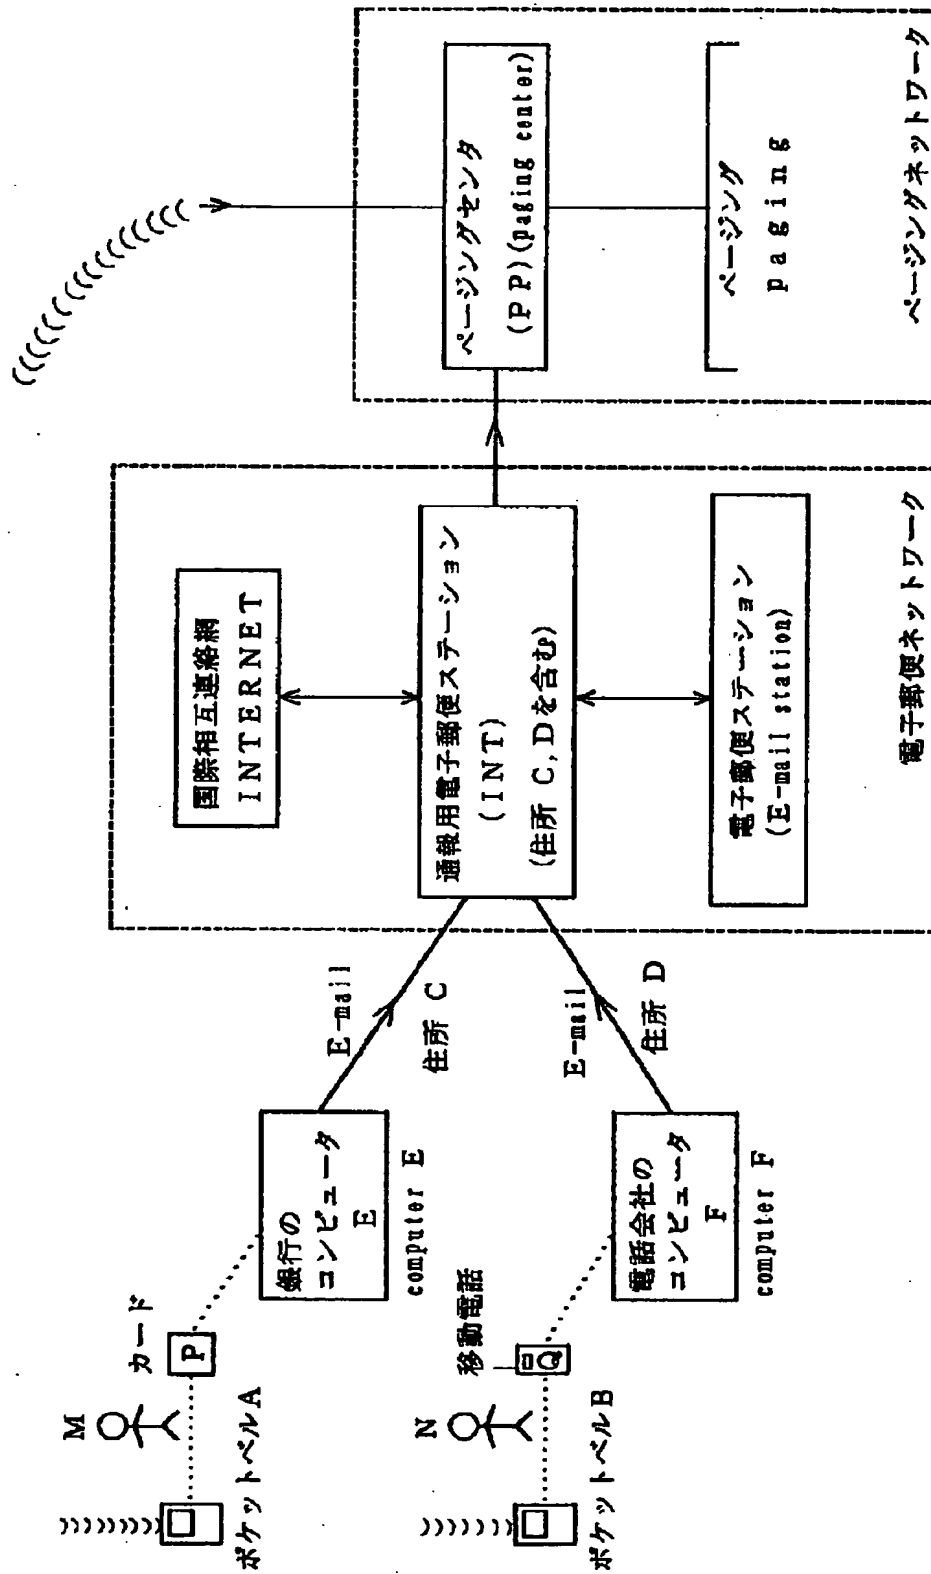 M
カード
P
ポケットベルA
銀行の
コンピュータ
E
computer E
E-mail
住所 C
N
移動電話
Q
ポケットベルB
電話会社の
コンピュータ
F
computer F
E-mail
住所 D
国際相互連絡網
INTERNET
通報用電子郵便ステーション
(INT)
(住所 C, Dを含む)
電子郵便ステーション
(E-mail station)
電子郵便ネットワーク
ページングセンタ
(PP)(paging center)
ページング
paging
ページングネットワーク